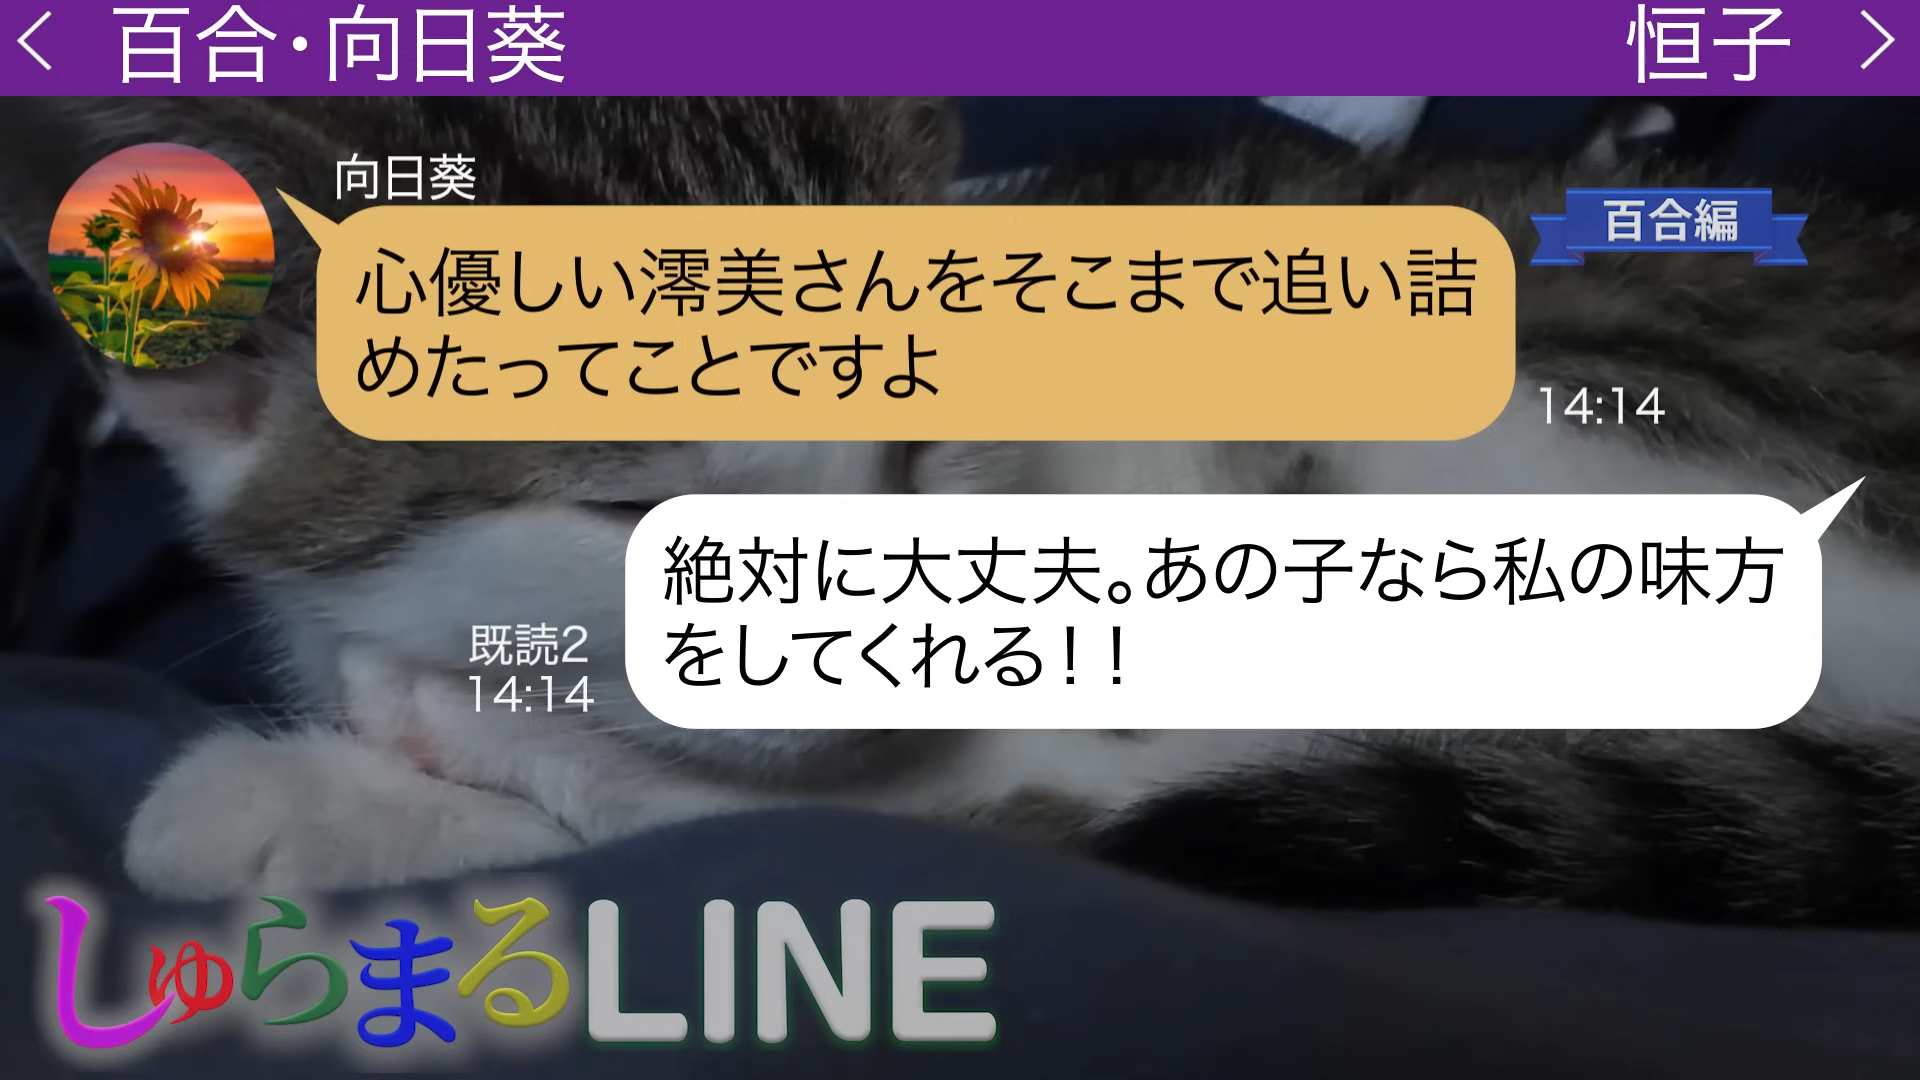 百合・向日葵
恒子
向日葵
百合編
心優しい澪美さんをそこまで追い詰
めたってことですよ
14:14
絶対に大丈夫。あの子なら私の味方
をしてくれる！！
既読2
14:14
しゅらまるLINE